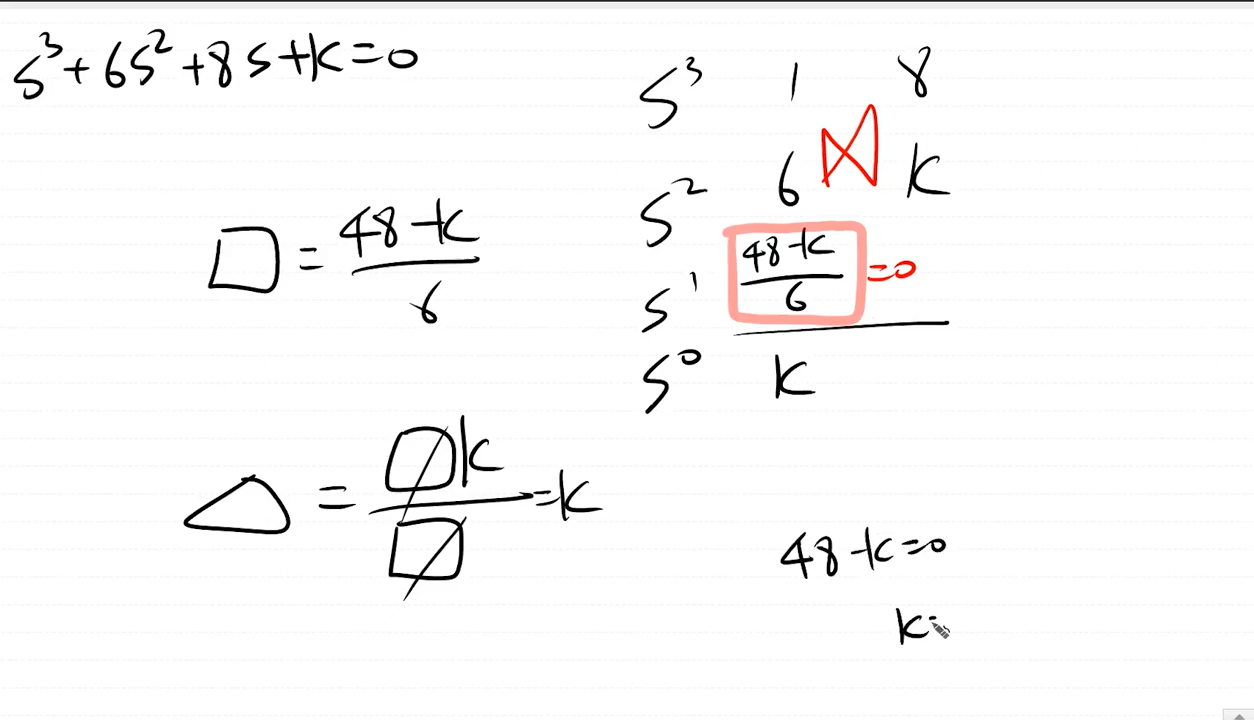 s³+6s²+8s+k=0
s³ 1 8
s² 6 k
□ = (48-k)/6
s¹ (48-k)/6 =0
s⁰ k
△ = □k/□ =k
48-k=0
k=